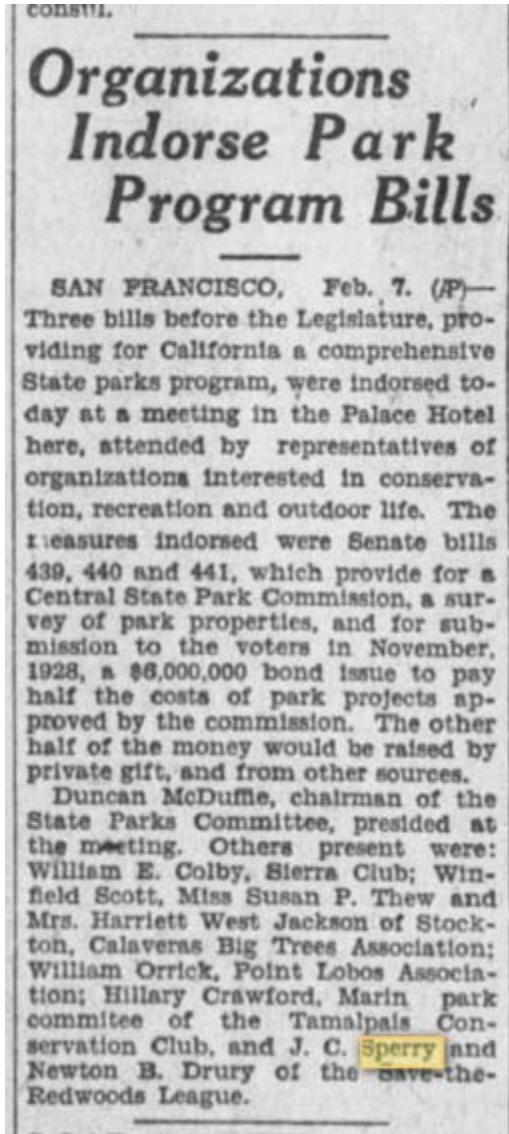 consul.
Organizations
Indorse Park
Program Bills
SAN FRANCISCO, Feb. 7. (AP)—
Three bills before the Legislature, pro-
viding for California a comprehensive
State parks program, were indorsed to-
day at a meeting in the Palace Hotel
here, attended by representatives of
organizations interested in conserva-
tion, recreation and outdoor life. The
measures indorsed were Senate bills
439, 440 and 441, which provide for a
Central State Park Commission, a sur-
vey of park properties, and for sub-
mission to the voters in November,
1928, a $6,000,000 bond issue to pay
half the costs of park projects ap-
proved by the commission. The other
half of the money would be raised by
private gift, and from other sources.
Duncan McDuffie, chairman of the
State Parks Committee, presided at
the meeting. Others present were:
William E. Colby, Sierra Club; Win-
field Scott, Miss Susan P. Thew and
Mrs. Harriett West Jackson of Stock-
ton, Calaveras Big Trees Association;
William Orrick, Point Lobos Associa-
tion; Hillary Crawford, Marin park
commitee of the Tamalpais Con-
servation Club, and J. C. Sperry and
Newton B. Drury of the Save-the-
Redwoods League.